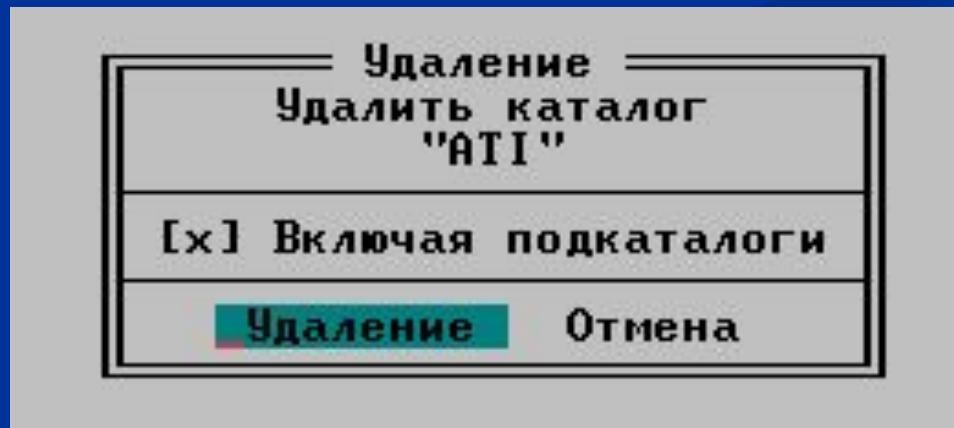 Удаление
Удалить каталог
"ATI"
[x] Включая подкаталоги
Удаление Отмена